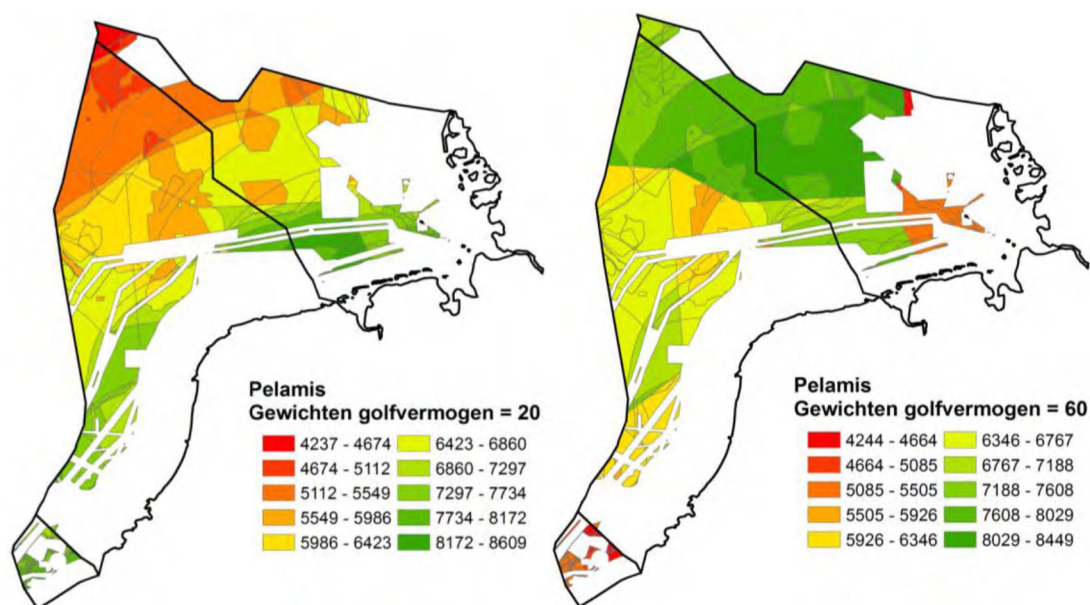 Pelamis
Gewichten golfvermogen = 20
4237 - 4674 6423 - 6860
4674 - 5112 6860 - 7297
5112 - 5549 7297 - 7734
5549 - 5986 7734 - 8172
5986 - 6423 8172 - 8609
Pelamis
Gewichten golfvermogen = 60
4244 - 4664 6346 - 6767
4664 - 5085 6767 - 7188
5085 - 5505 7188 - 7608
5505 - 5926 7608 - 8029
5926 - 6346 8029 - 8449